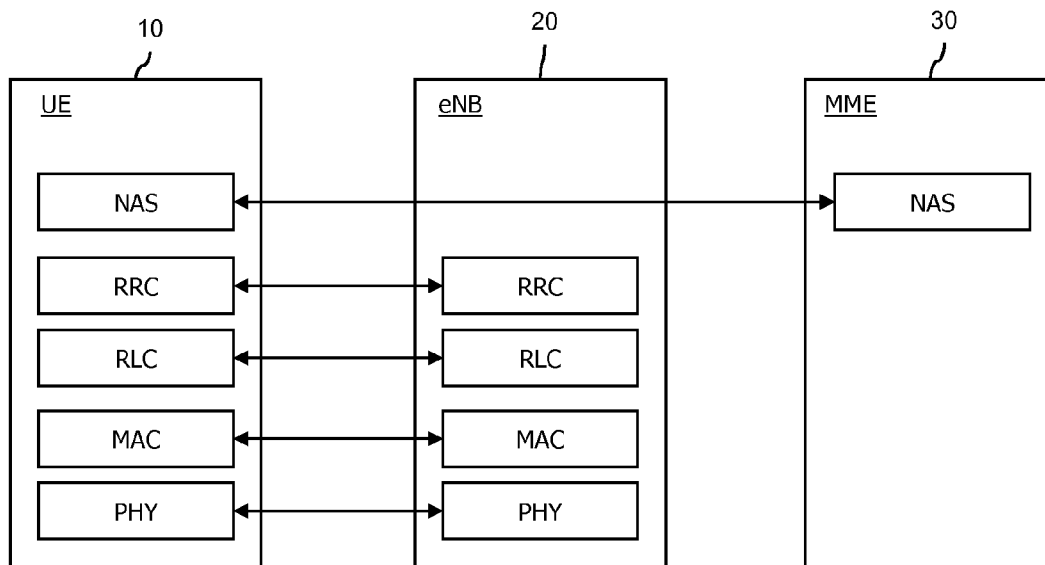 10
20
30
UE
eNB
MME
NAS
NAS
RRC
RRC
RLC
RLC
MAC
MAC
PHY
PHY